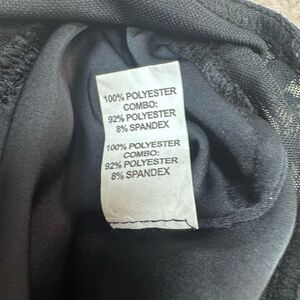 100% POLYESTER
COMBO:
92% POLYESTER
8% SPANDEX
100% POLYESTER
COMBO:
92% POLYESTER
8% SPANDEX